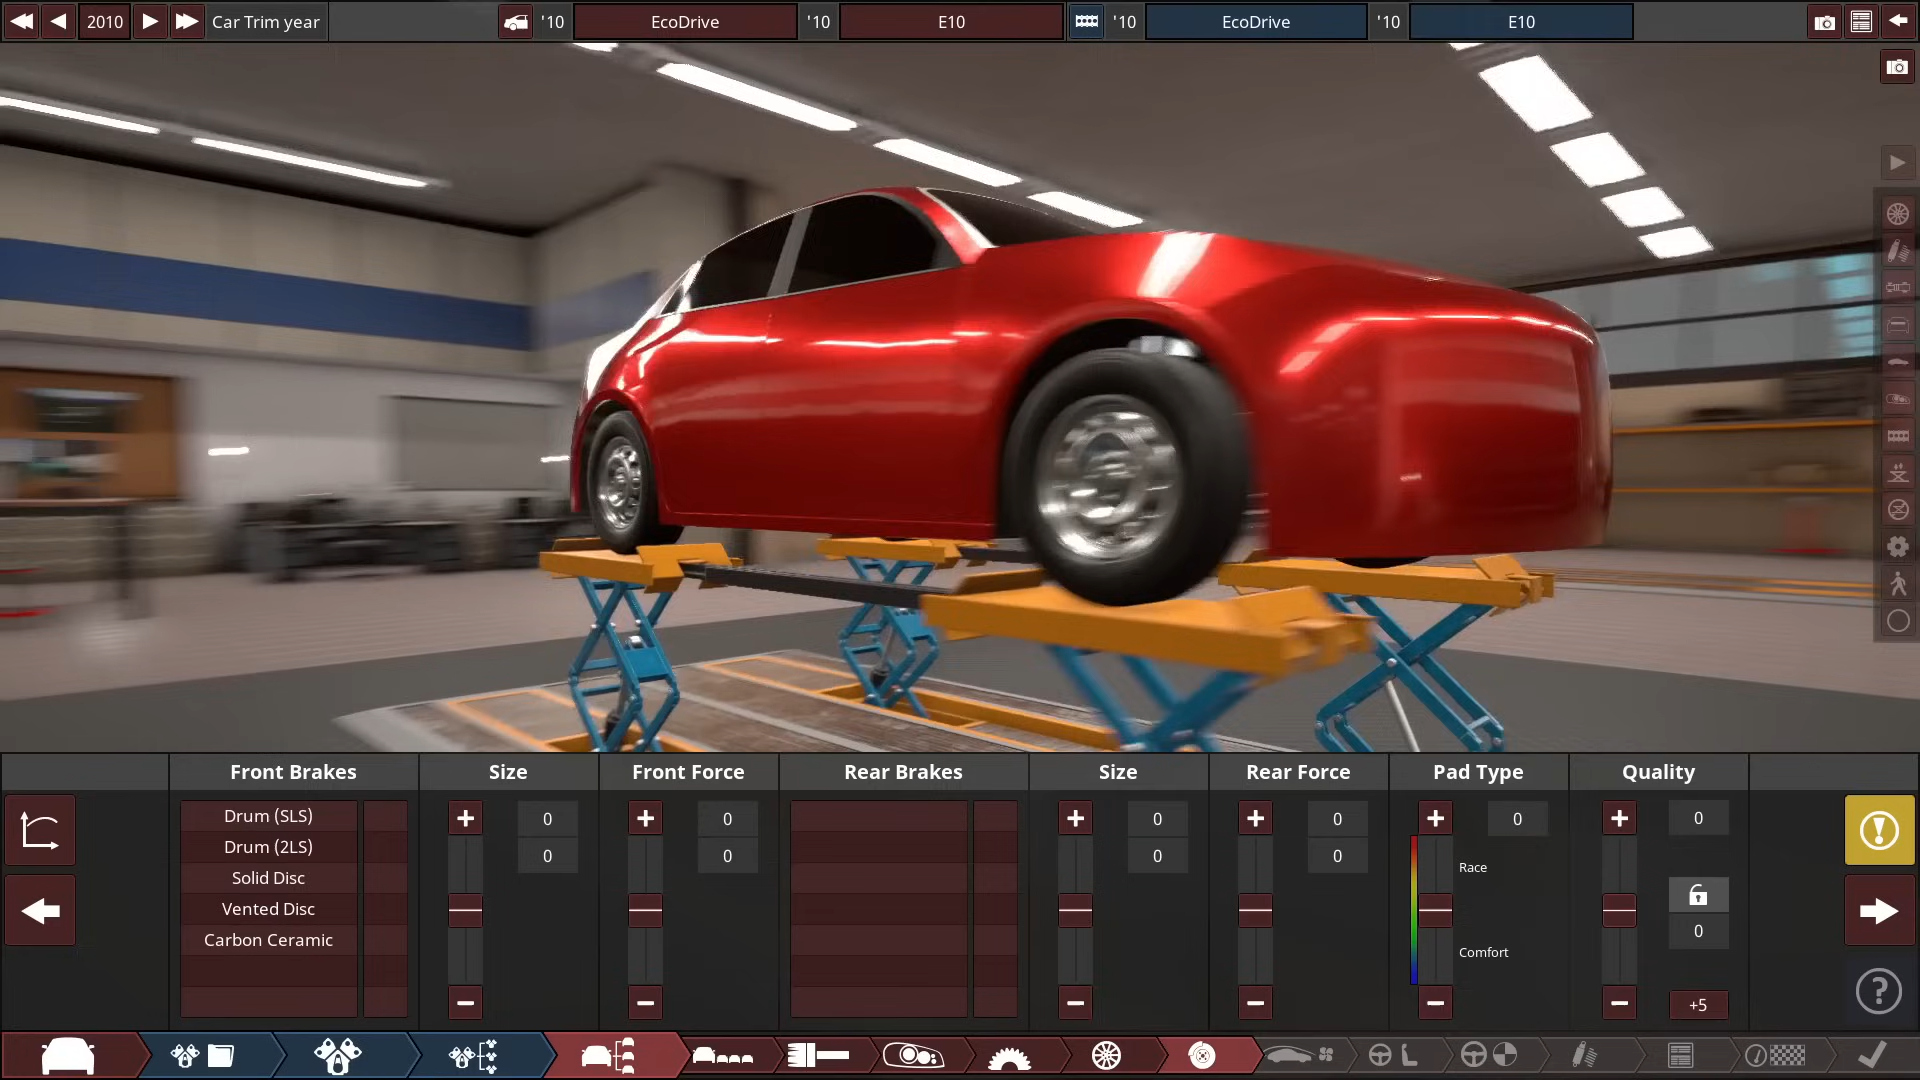 2010 Car Trim year '10 EcoDrive '10 E10 '10 EcoDrive '10 E10
Front Brakes Size Front Force Rear Brakes Size Rear Force Pad Type Quality
Drum (SLS)
Drum (2LS)
Solid Disc
Vented Disc
Carbon Ceramic
0 0 0 0 0 0
0 0 0 0
Race
Comfort
0
+5